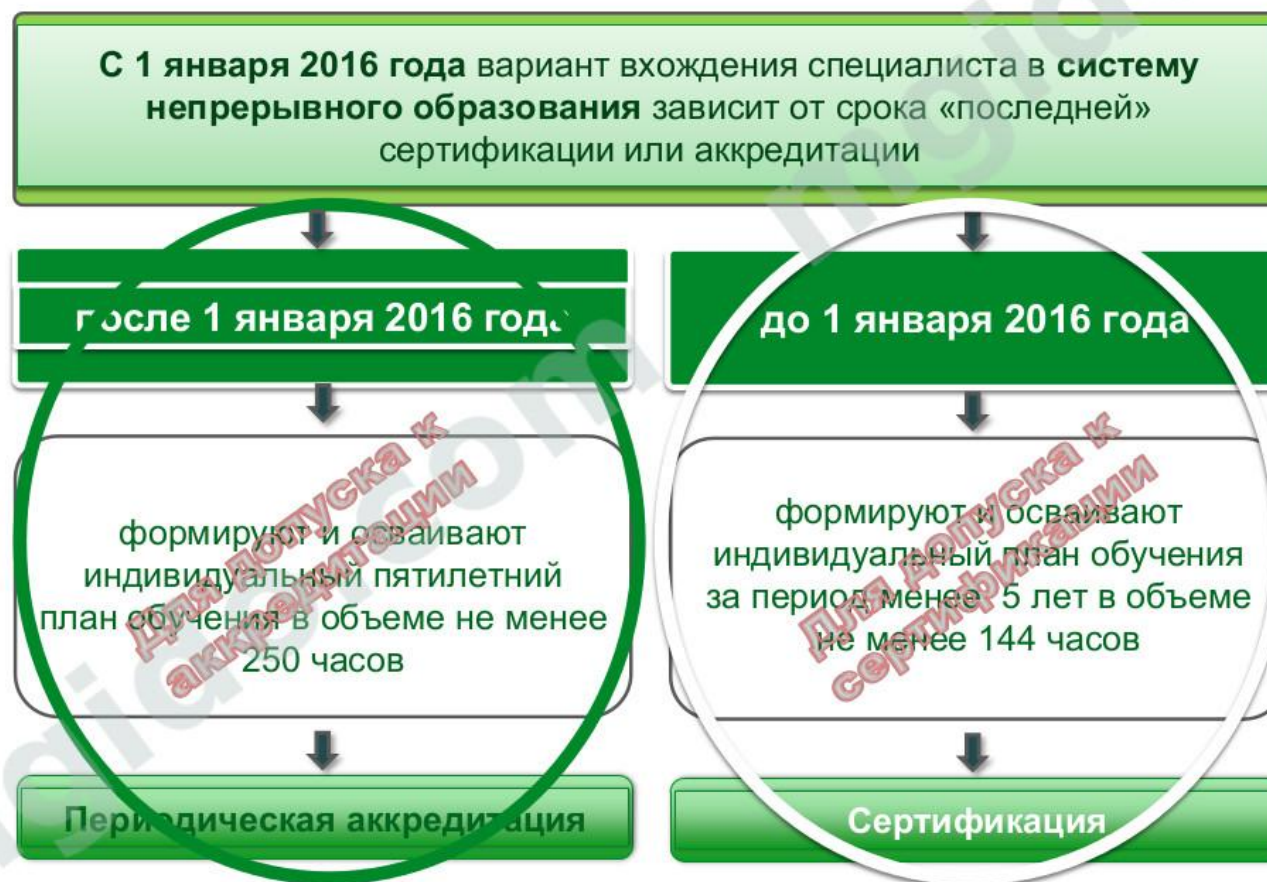 С 1 января 2016 года вариант вхождения специалиста в систему
непрерывного образования зависит от срока «последней»
сертификации или аккредитации
после 1 января 2016 года
формируют и осваивают
индивидуальный пятилетний
план обучения в объеме не менее
250 часов
Для допуска к
аккредитации
Периодическая аккредитация
до 1 января 2016 года
формируют и осваивают
индивидуальный план обучения
за период менее 5 лет в объеме
не менее 144 часов
Для допуска к
сертификации
Сертификация